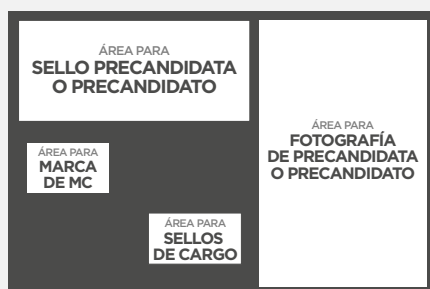 ÁREA PARA
SELLO PRECANDIDATA
O PRECANDIDATO
ÁREA PARA
MARCA
DE MC
ÁREA PARA
SELLOS
DE CARGO
ÁREA PARA
FOTOGRAFÍA
DE PRECANDIDATA
O PRECANDIDATO